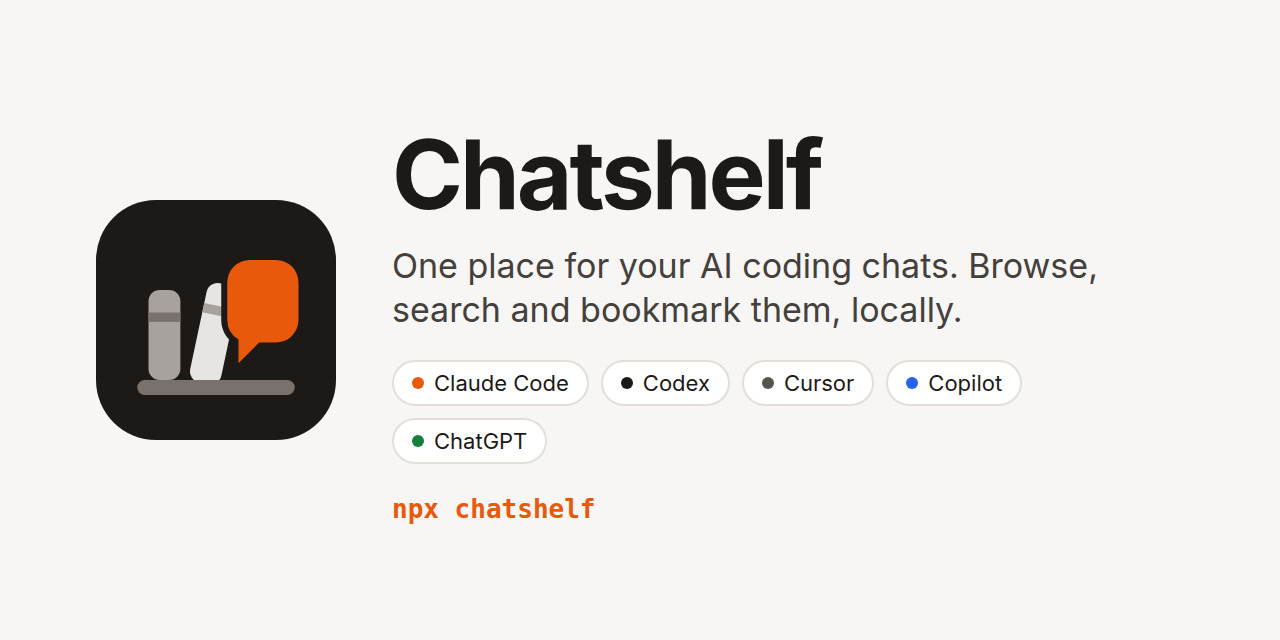 Chatshelf
One place for your AI coding chats. Browse,
search and bookmark them, locally.
Claude Code Codex Cursor Copilot
ChatGPT
npx chatshelf